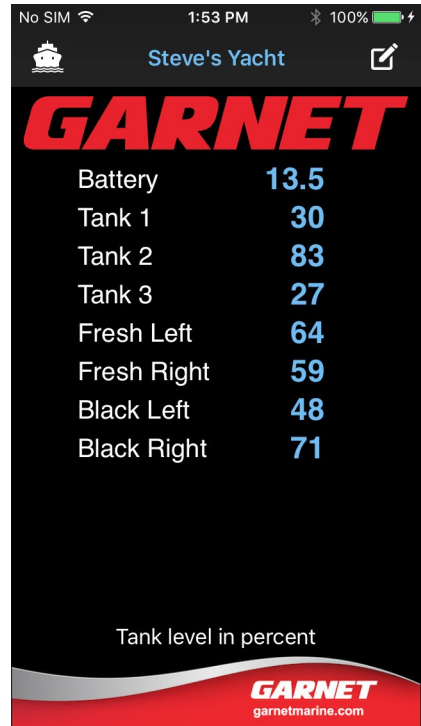 No SIM 1:53 PM 100%
Steve's Yacht
GARNET
Battery 13.5
Tank 1 30
Tank 2 83
Tank 3 27
Fresh Left 64
Fresh Right 59
Black Left 48
Black Right 71
Tank level in percent
GARNET
garnetmarine.com